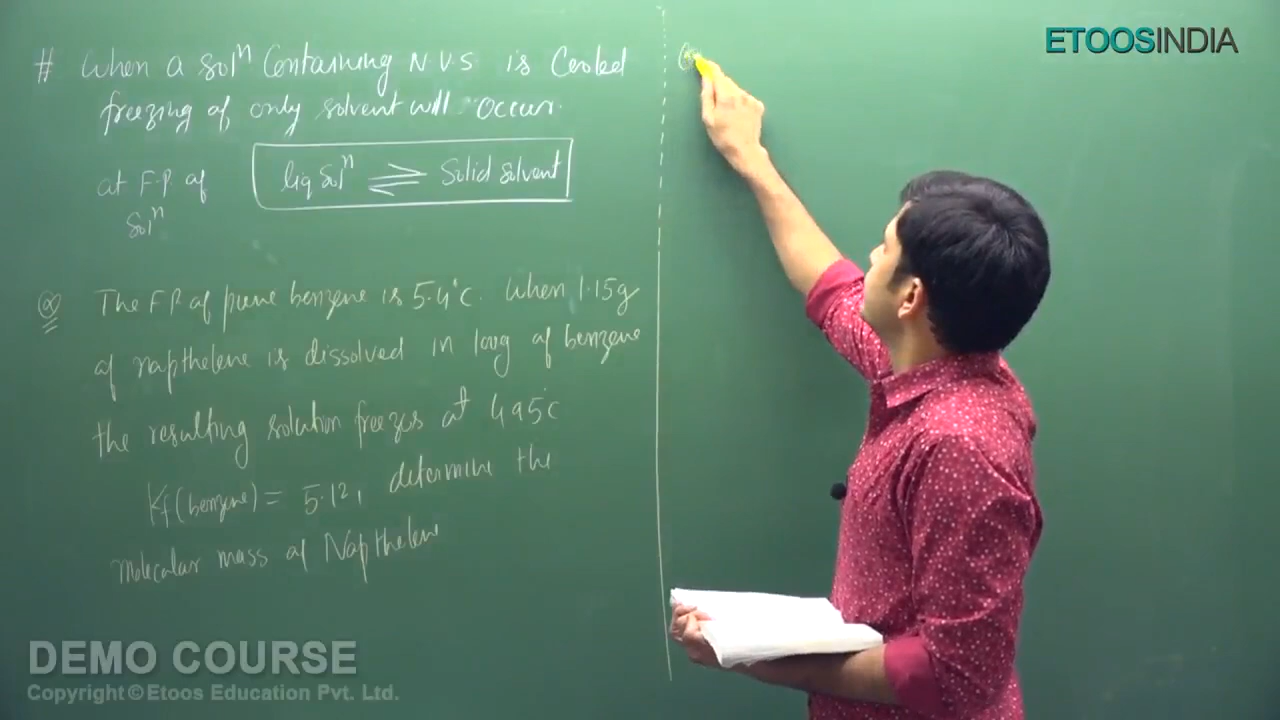 # When a solⁿ Containing N V S is Cooled
freezing of only solvent will occur.
at F.P. of
solⁿ
liq solⁿ ⇌ Solid solvent
Q The F.P of pure benzene is 5.4°C. When 1.15g
of napthelene is dissolved in 100g of benzene
the resulting solution freezes at 4.95°C
Kf (benzene) = 5.12, determine the
molecular mass of Napthelene
ETOOSINDIA
DEMO COURSE
Copyright © Etoos Education Pvt. Ltd.